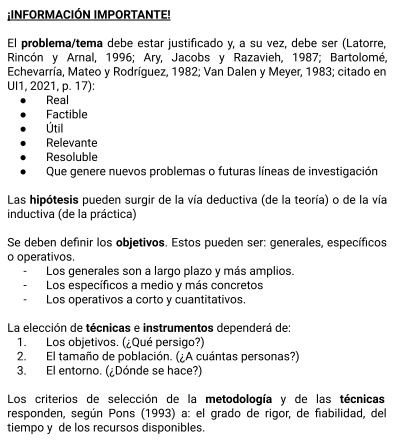 ¡INFORMACIÓN IMPORTANTE!
El problema/tema debe estar justificado y, a su vez, debe ser (Latorre,
Rincón y Arnal, 1996; Ary, Jacobs y Razavieh, 1987; Bartolomé,
Echevarría, Mateo y Rodríguez, 1982; Van Dalen y Meyer, 1983; citado en
UI1, 2021, p. 17):
● Real
● Factible
● Útil
● Relevante
● Resoluble
● Que genere nuevos problemas o futuras líneas de investigación
Las hipótesis pueden surgir de la vía deductiva (de la teoría) o de la vía
inductiva (de la práctica)
Se deben definir los objetivos. Estos pueden ser: generales, específicos
o operativos.
- Los generales son a largo plazo y más amplios.
- Los específicos a medio y más concretos
- Los operativos a corto y cuantitativos.
La elección de técnicas e instrumentos dependerá de:
1. Los objetivos. (¿Qué persigo?)
2. El tamaño de población. (¿A cuántas personas?)
3. El entorno. (¿Dónde se hace?)
Los criterios de selección de la metodología y de las técnicas
responden, según Pons (1993) a: el grado de rigor, de fiabilidad, del
tiempo y de los recursos disponibles.